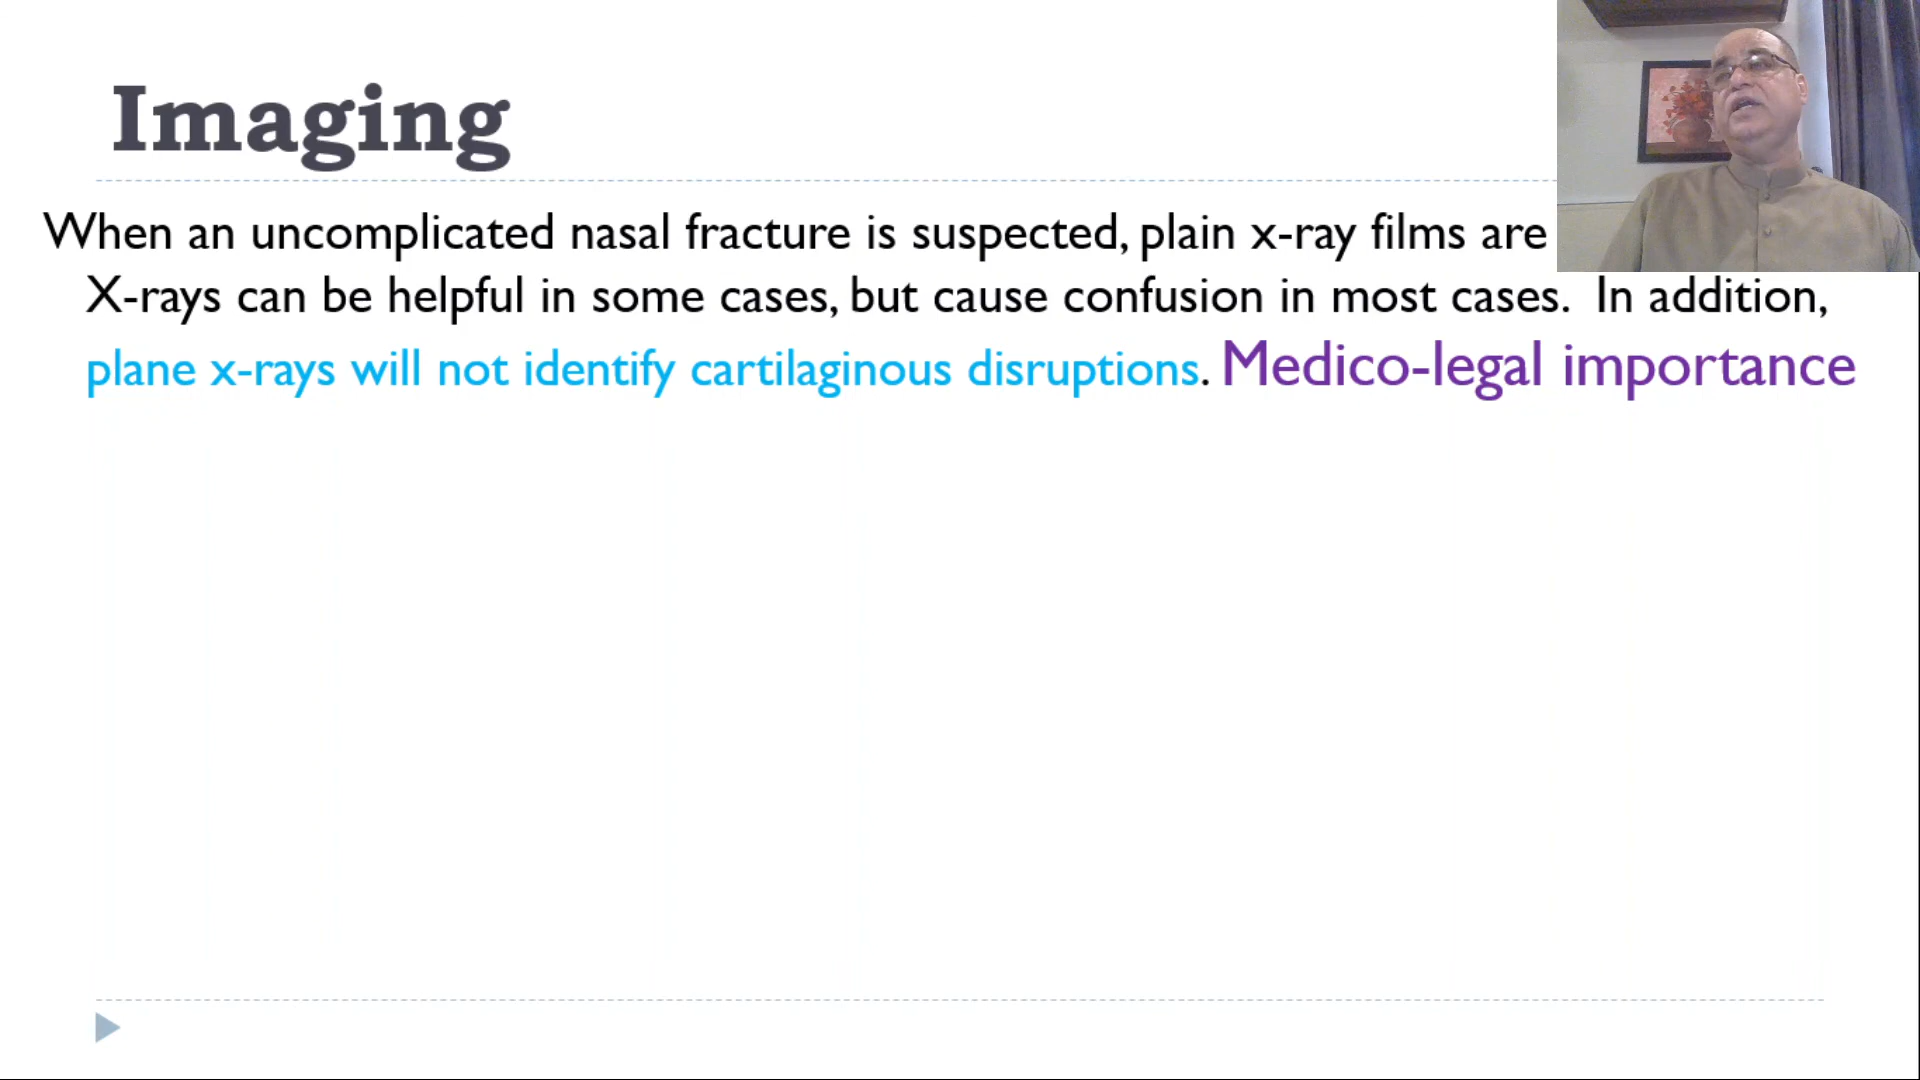 Imaging
When an uncomplicated nasal fracture is suspected, plain x-ray films are
X-rays can be helpful in some cases, but cause confusion in most cases. In addition,
plane x-rays will not identify cartilaginous disruptions. Medico-legal importance